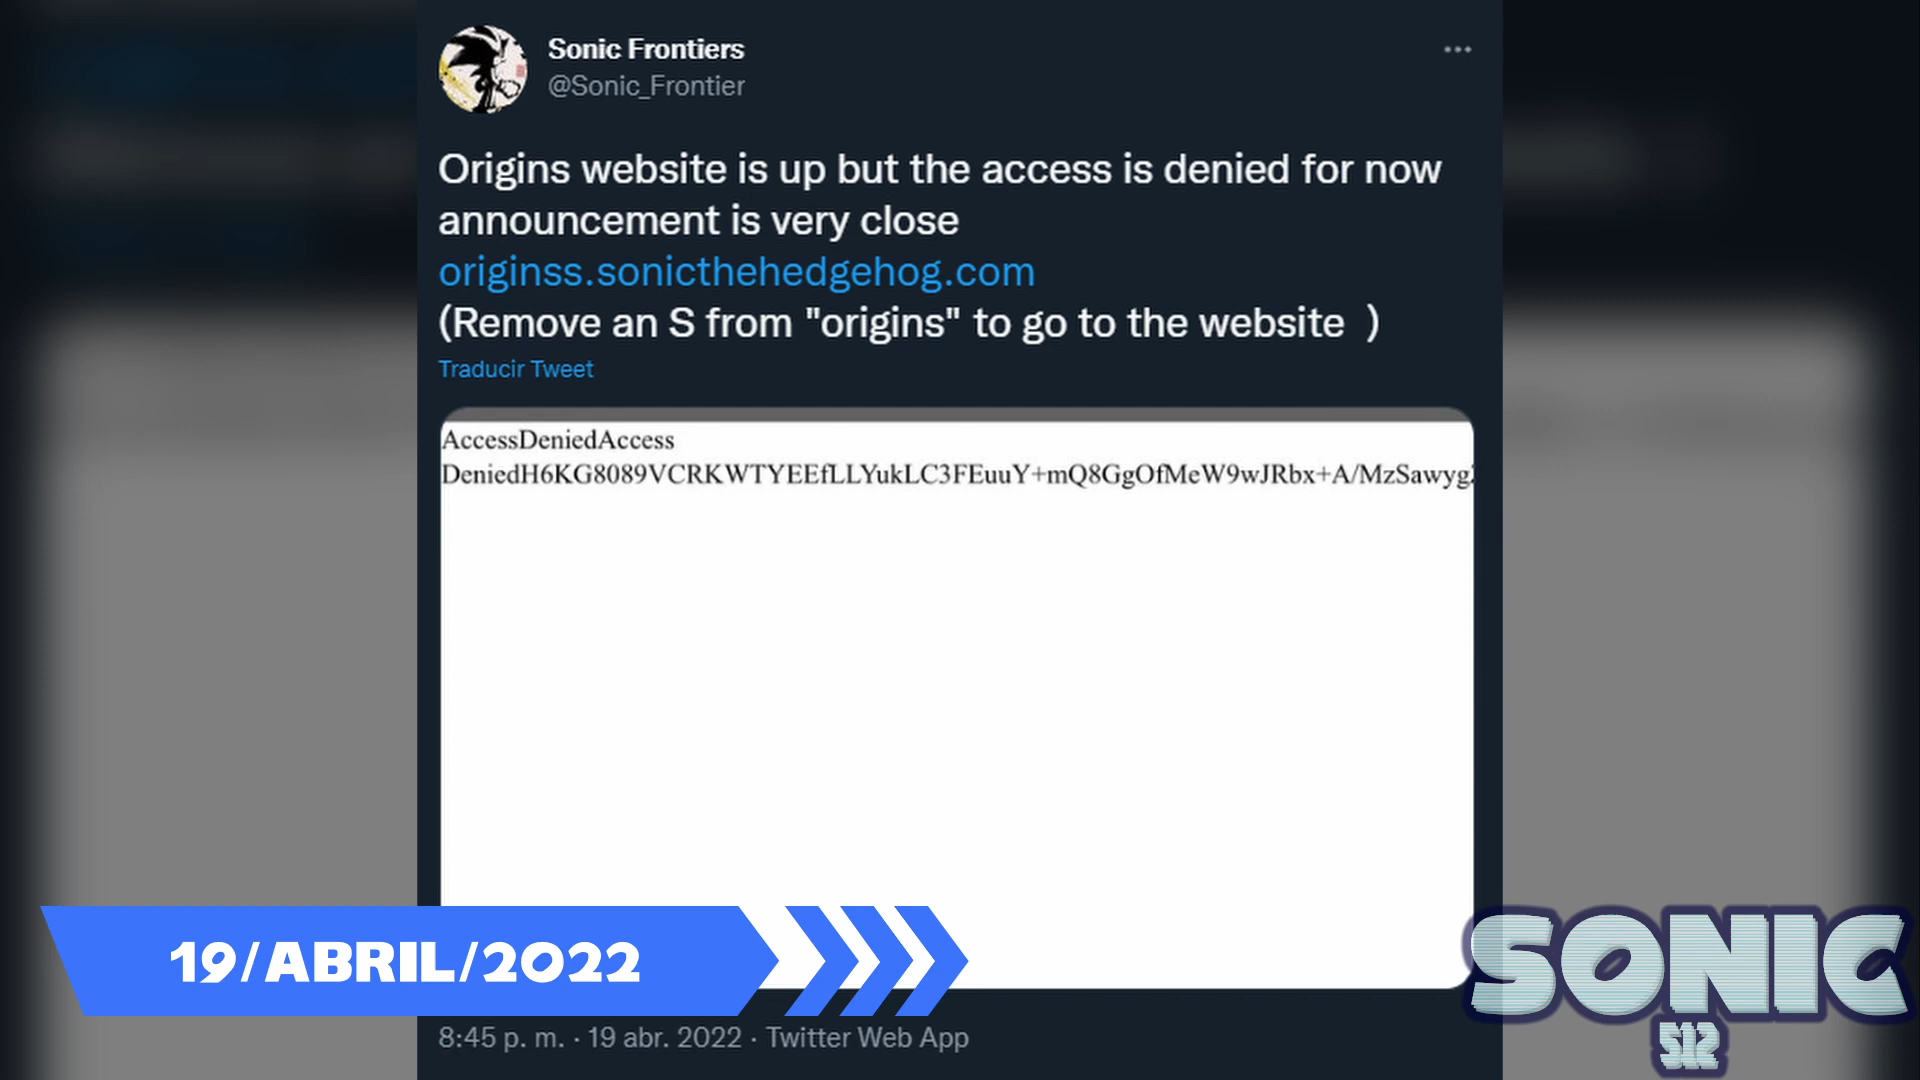 Sonic Frontiers
@Sonic_Frontier
Origins website is up but the access is denied for now
announcement is very close
originss.sonicthehedgehog.com
(Remove an S from "origins" to go to the website )
Traducir Tweet
AccessDeniedAccess
DeniedH6KG8089VCRKWTYEEfLLYukLC3FEuuY+mQ8GgOfMeW9wJRbx+A/MzSawyg
19/ABRIL/2022
SONIC
512
8:45 p. m. · 19 abr. 2022 · Twitter Web App